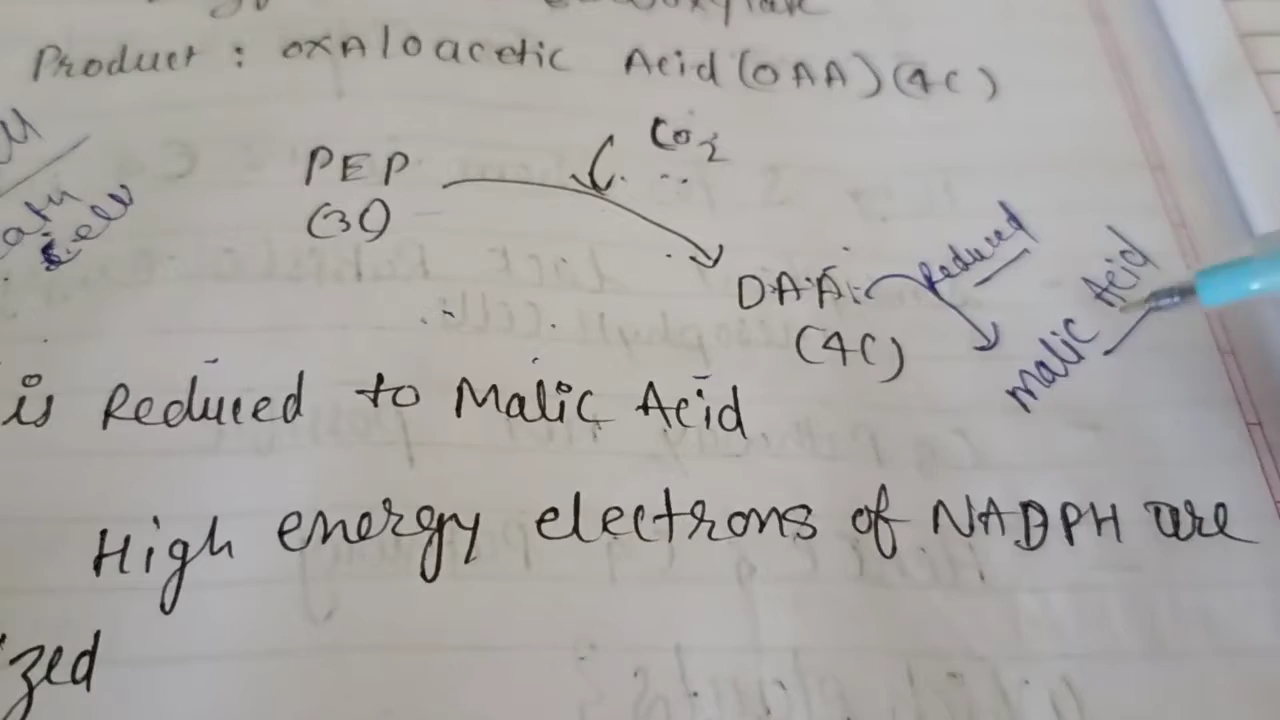 Product : OXAloacetic Acid (OAA) (4C)
CO2
PEP
(3C)
OAA
Reduced
Malic Acid
(4C)
is Reduced to Malic Acid
High energy electrons of NADPH are
zed